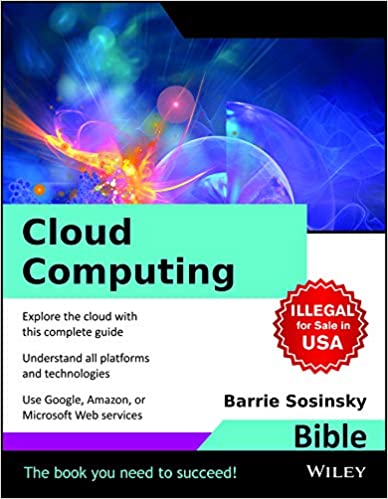 Cloud
Computing
Explore the cloud with
this complete guide
Understand all platforms
and technologies
Use Google, Amazon, or
Microsoft Web services
ILLEGAL
for Sale in
USA
Barrie Sosinsky
Bible
The book you need to succeed!
WILEY